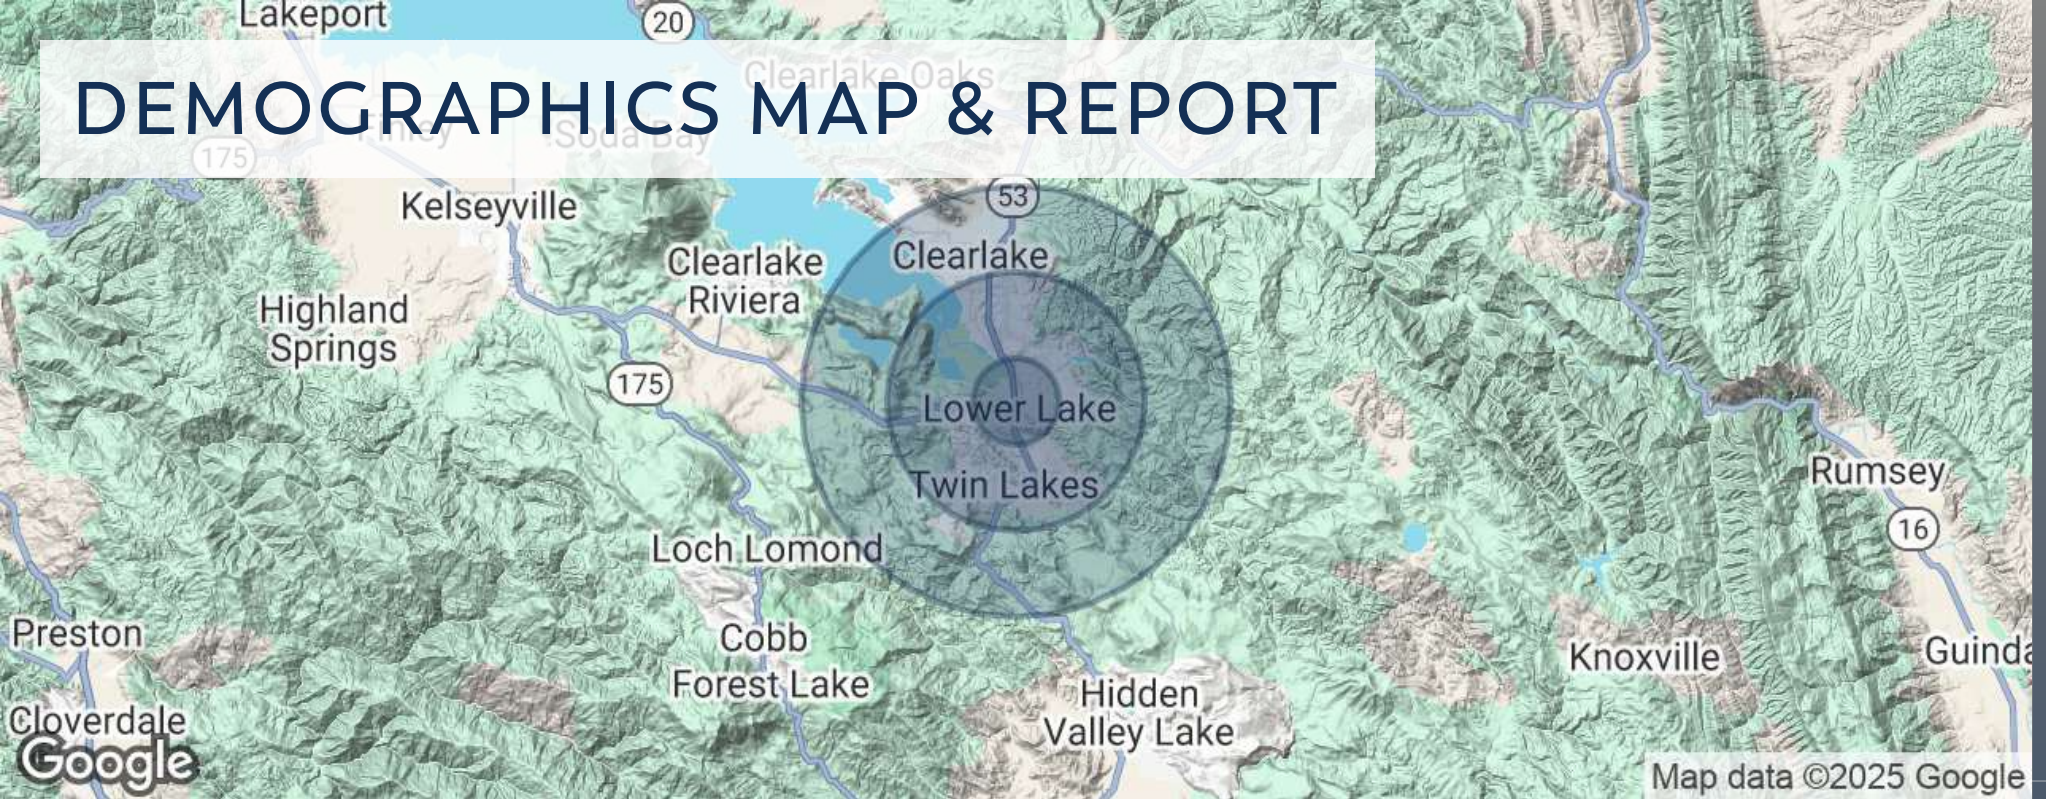 Lakeport
20
Clearlake Oaks
DEMOGRAPHICS MAP & REPORT
Finley
Soda Bay
175
Kelseyville
53
Clearlake
Clearlake
Riviera
Highland
Springs
175
Lower Lake
Twin Lakes
Rumsey
16
Loch Lomond
Preston
Cobb
Forest Lake
Knoxville
Guinda
Hidden
Valley Lake
Cloverdale
Google
Map data ©2025 Google